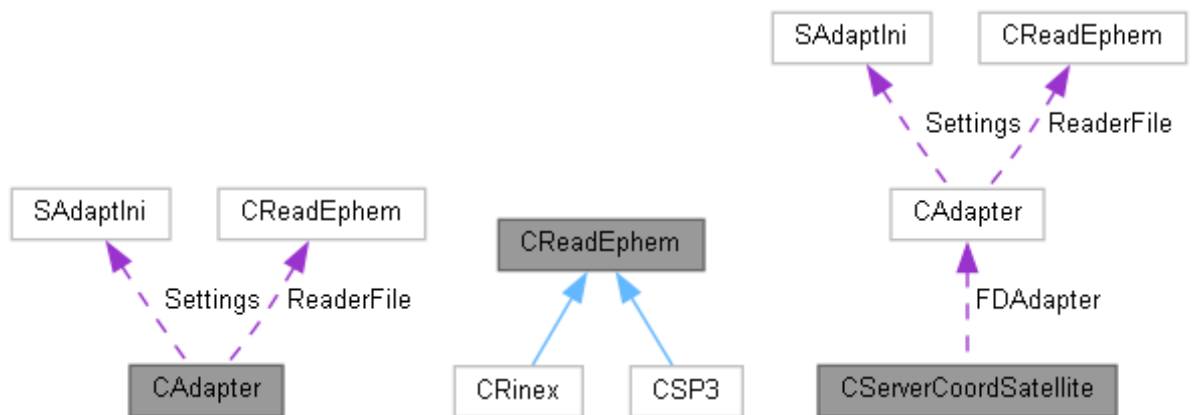 SAdaptIni
CReadEphem
Settings
ReaderFile
CAdapter
CReadEphem
CRinex
CSP3
SAdaptIni
CReadEphem
Settings
ReaderFile
CAdapter
FDAdapter
CServerCoordSatellite